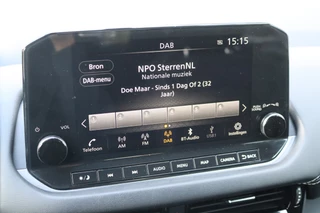 DAB
15:15
Bron
DAB-menu
NPO SterrenNL
Nationale muziek
Doe Maar - Sinds 1 Dag Of 2 (32
Jaar)
VOL
Telefoon
AM
FM
DAB
BT-Audio
USB1
Instellingen
AUDIO
MENU
MAP
CAMERA
BACK